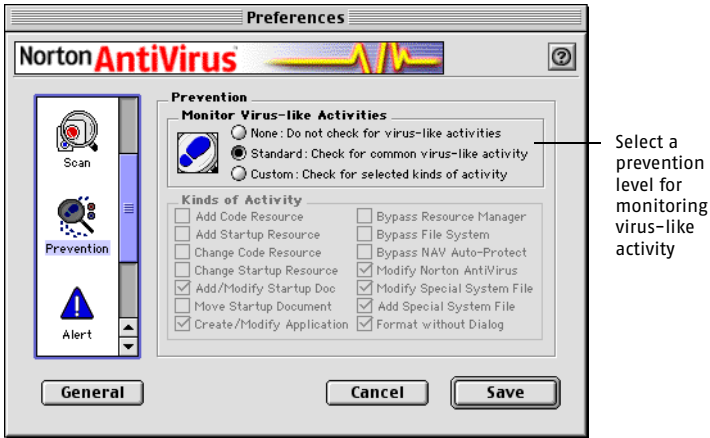 Preferences
Norton AntiVirus
?
Scan
Prevention
Alert
Prevention
Monitor Virus-like Activities
None: Do not check for virus-like activities
Standard: Check for common virus-like activity
Custom: Check for selected kinds of activity
Kinds of Activity
Add Code Resource
Add Startup Resource
Change Code Resource
Change Startup Resource
Add/Modify Startup Doc
Move Startup Document
Create/Modify Application
Bypass Resource Manager
Bypass File System
Bypass NAV Auto-Protect
Modify Norton AntiVirus
Modify Special System File
Add Special System File
Format without Dialog
General
Cancel
Save
Select a
prevention
level for
monitoring
virus-like
activity